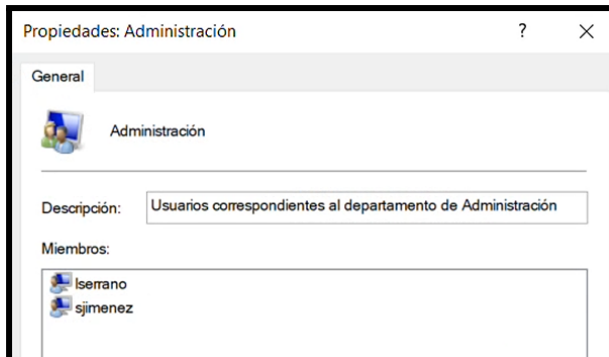 Propiedades: Administración ?
General
Administración
Descripción: Usuarios correspondientes al departamento de Administración
Miembros:
lserrano
sjimenez